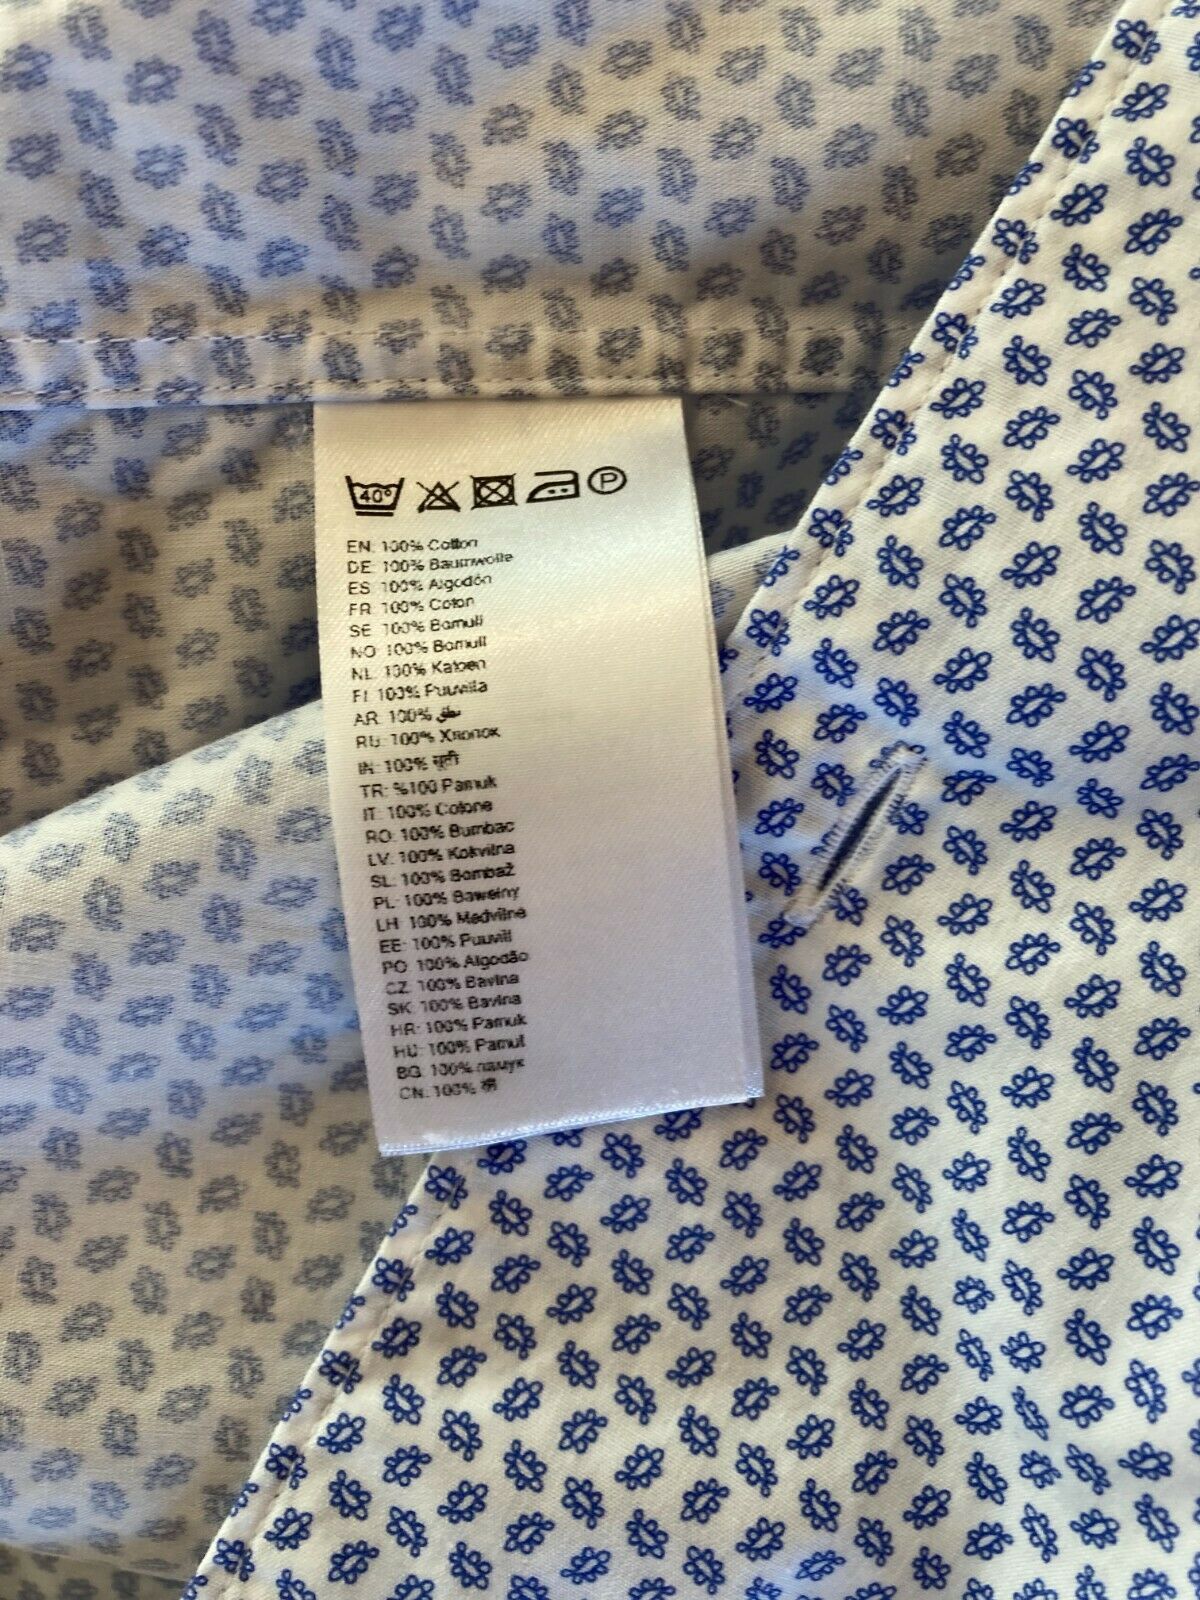 40°
P
EN: 100% Cotton
DE: 100% Baumwolle
ES: 100% Algodón
FR: 100% Coton
SE: 100% Bomull
NO: 100% Bomull
NL: 100% Katoen
FI: 100% Puuvilla
AR: 100%
RU: 100% Хлопок
IN: 100% सूती
TR: %100 Pamuk
IT: 100% Cotone
RO: 100% Bumbac
LV: 100% Kokvilna
SL: 100% Bombaž
PL: 100% Bawełny
LH: 100% Medvilne
EE: 100% Puuvill
PO: 100% Algodão
CZ: 100% Bavlna
SK: 100% Bavlna
HR: 100% Pamuk
HU: 100% Pamut
BG: 100% памук
CN: 100% 棉